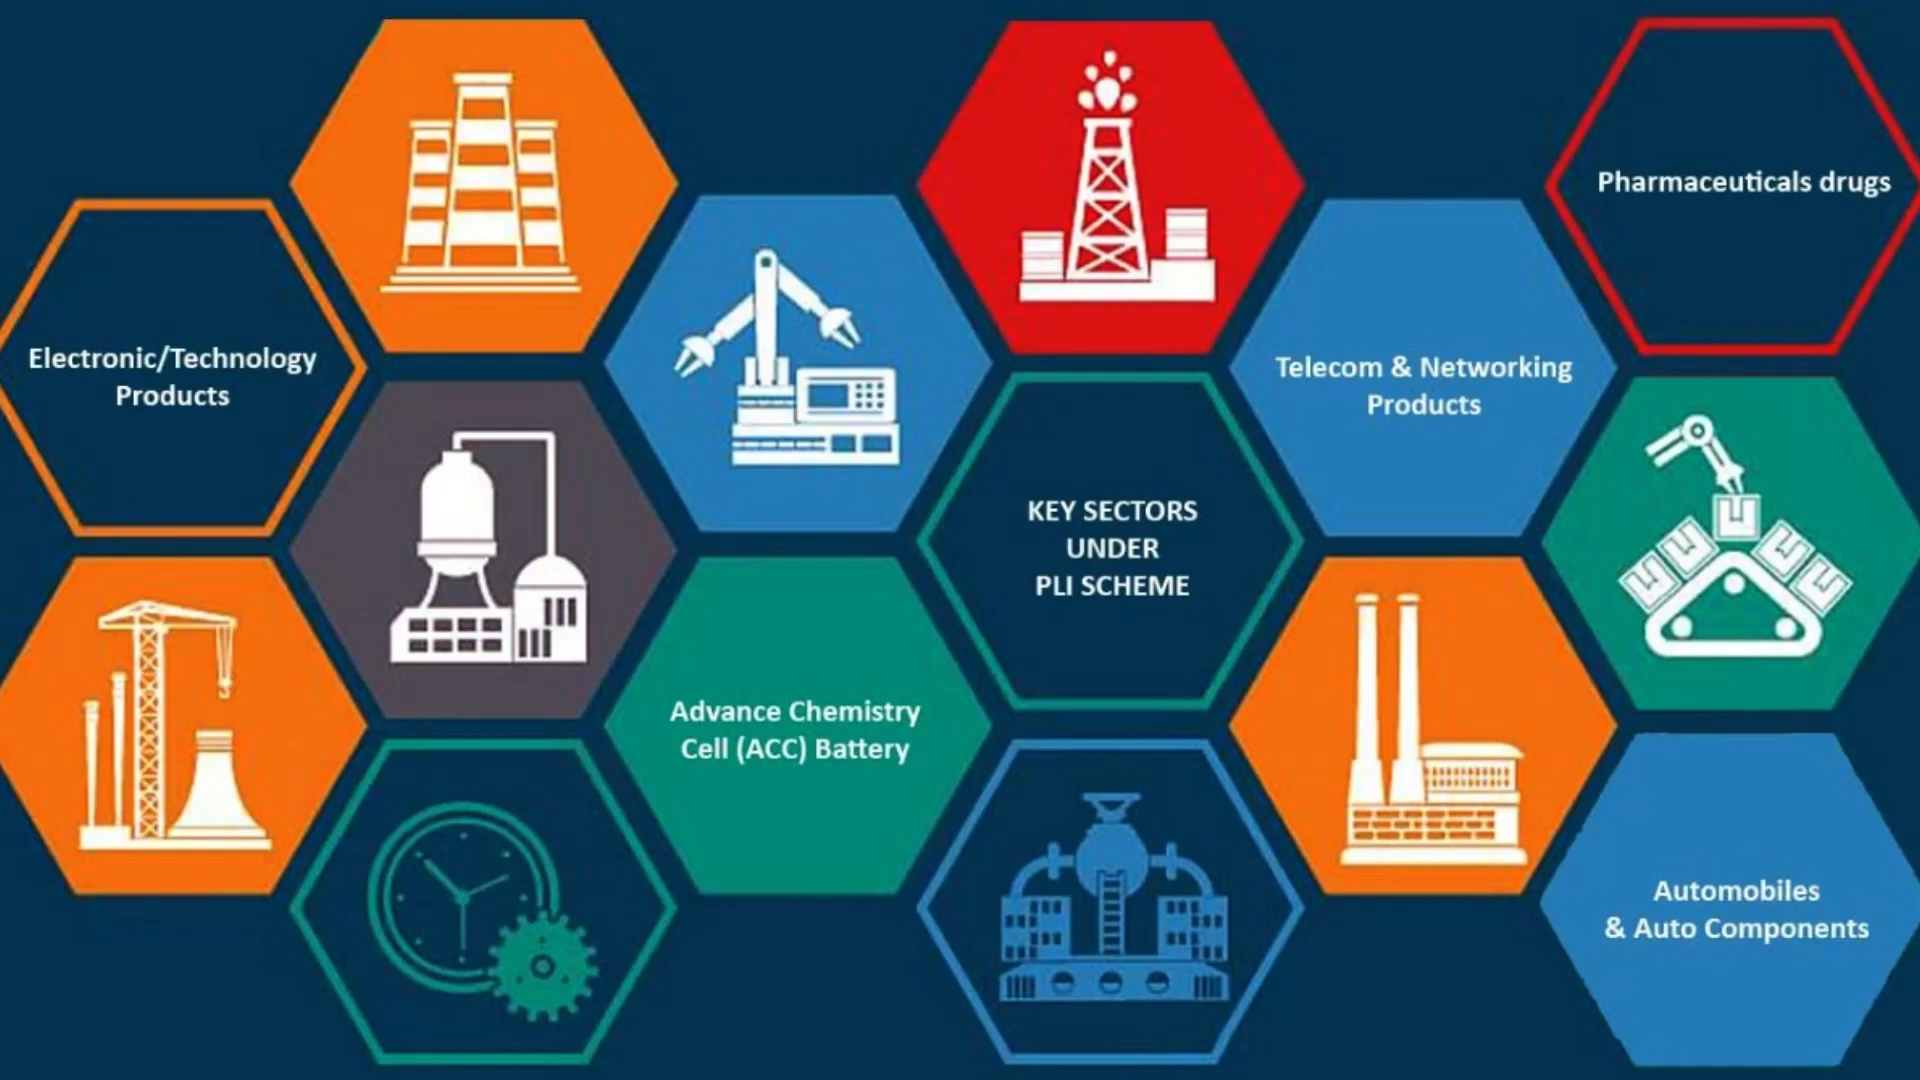 Pharmaceuticals drugs
Electronic/Technology
Products
Telecom & Networking
Products
KEY SECTORS
UNDER
PLI SCHEME
Advance Chemistry
Cell (ACC) Battery
Automobiles
& Auto Components